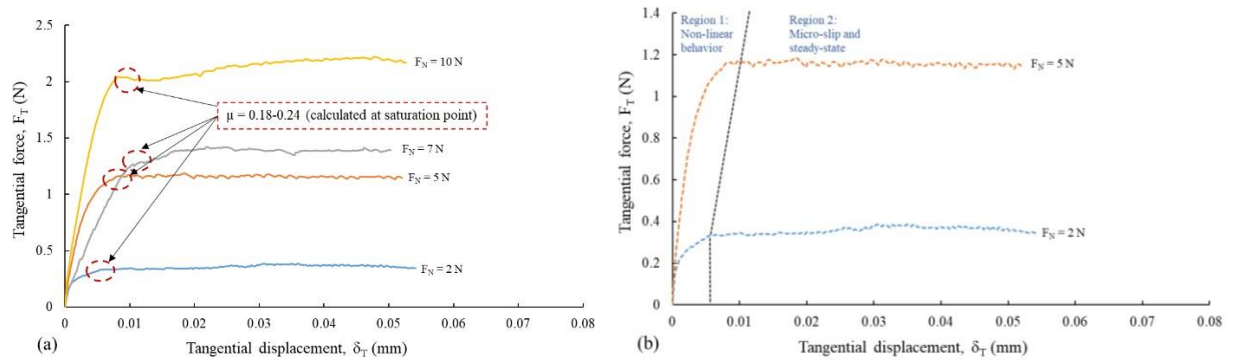 2.5
2
1.5
1
0.5
0
Tangential force, F_T (N)
F_N = 10 N
μ = 0.18-0.24 (calculated at saturation point)
F_N = 7 N
F_N = 5 N
F_N = 2 N
0 0.01 0.02 0.03 0.04 0.05 0.06 0.07 0.08
(a)
Tangential displacement, δ_T (mm)
Region 1:
Non-linear
behavior
Region 2:
Micro-slip and
steady-state
1.4
1.2
1
0.8
0.6
0.4
0.2
0
Tangential force, F_T (N)
F_N = 5 N
F_N = 2 N
0 0.01 0.02 0.03 0.04 0.05 0.06 0.07 0.08
(b)
Tangential displacement, δ_T (mm)